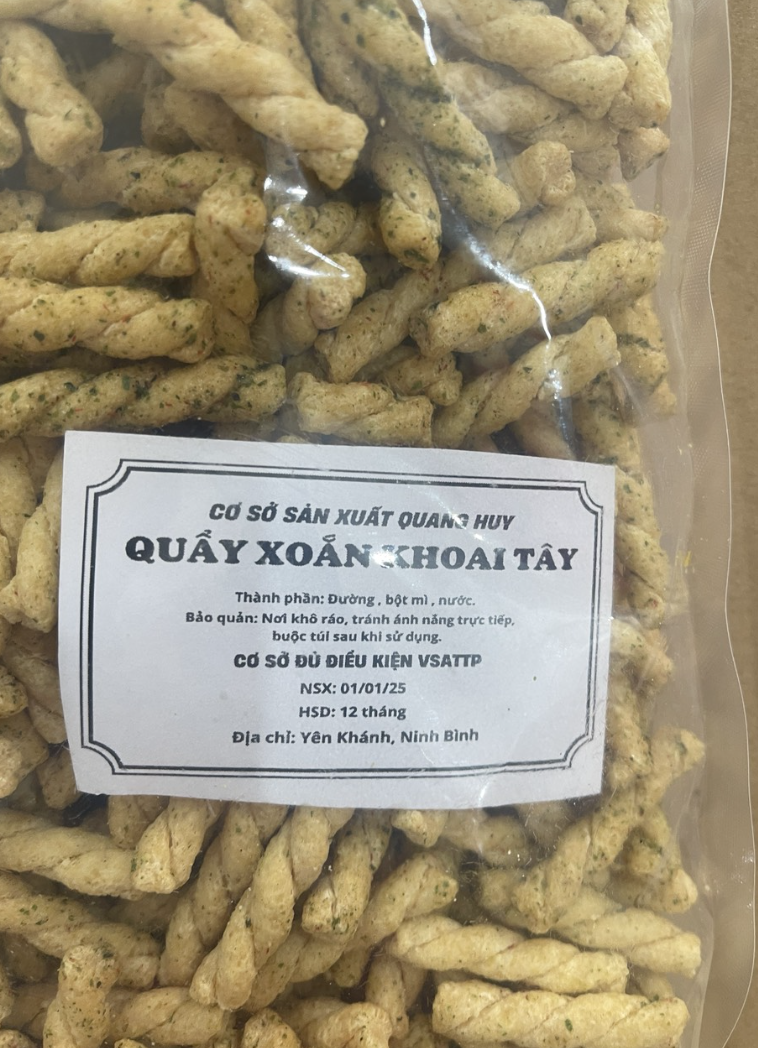 CƠ SỞ SẢN XUẤT QUANG HUY
QUẨY XOẮN KHOAI TÂY
Thành phần: Đường , bột mì , nước.
Bảo quản: Nơi khô ráo, tránh ánh nắng trực tiếp,
buộc túi sau khi sử dụng.
CƠ SỞ ĐỦ ĐIỀU KIỆN VSATTP
NSX: 01/01/25
HSD: 12 tháng
Địa chỉ: Yên Khánh, Ninh Bình